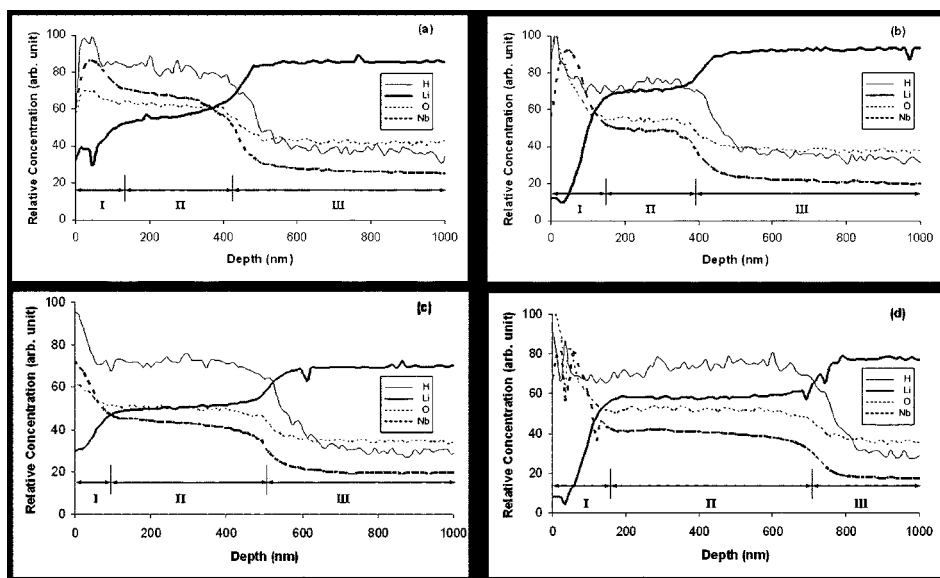 (a)
Relative Concentration (arb. unit)
100
80
60
40
20
0
H
Li
O
Nb
I
II
III
0
200
400
600
800
1000
Depth (nm)
(b)
Relative Concentration (arb. unit)
100
80
60
40
20
0
H
Li
O
Nb
I
II
III
0
200
400
600
800
1000
Depth (nm)
(c)
Relative Concentration (arb. unit)
100
80
60
40
20
0
H
Li
O
Nb
I
II
III
0
200
400
600
800
1000
Depth (nm)
(d)
Relative Concentration (arb. unit)
100
80
60
40
20
0
H
Li
O
Nb
I
II
III
0
200
400
600
800
1000
Depth (nm)